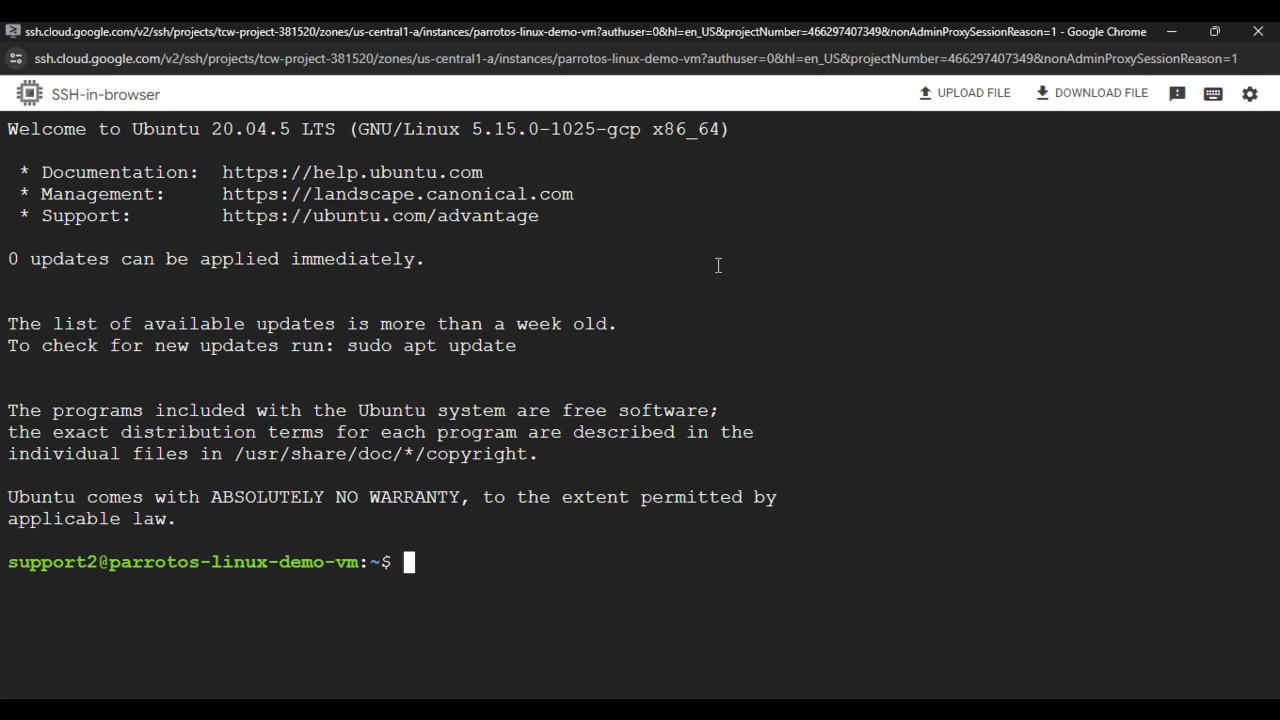 ssh.cloud.google.com/v2/ssh/projects/tcw-project-381520/zones/us-central1-a/instances/parrotos-linux-demo-vm?authuser=0&hl=en_US&projectNumber=466297407349&nonAdminProxySessionReason=1 - Google Chrome
ssh.cloud.google.com/v2/ssh/projects/tcw-project-381520/zones/us-central1-a/instances/parrotos-linux-demo-vm?authuser=0&hl=en_US&projectNumber=466297407349&nonAdminProxySessionReason=1
SSH-in-browser UPLOAD FILE DOWNLOAD FILE
Welcome to Ubuntu 20.04.5 LTS (GNU/Linux 5.15.0-1025-gcp x86_64)
* Documentation: https://help.ubuntu.com
* Management: https://landscape.canonical.com
* Support: https://ubuntu.com/advantage
0 updates can be applied immediately.
The list of available updates is more than a week old.
To check for new updates run: sudo apt update
The programs included with the Ubuntu system are free software;
the exact distribution terms for each program are described in the
individual files in /usr/share/doc/*/copyright.
Ubuntu comes with ABSOLUTELY NO WARRANTY, to the extent permitted by
applicable law.
support2@parrotos-linux-demo-vm:~$